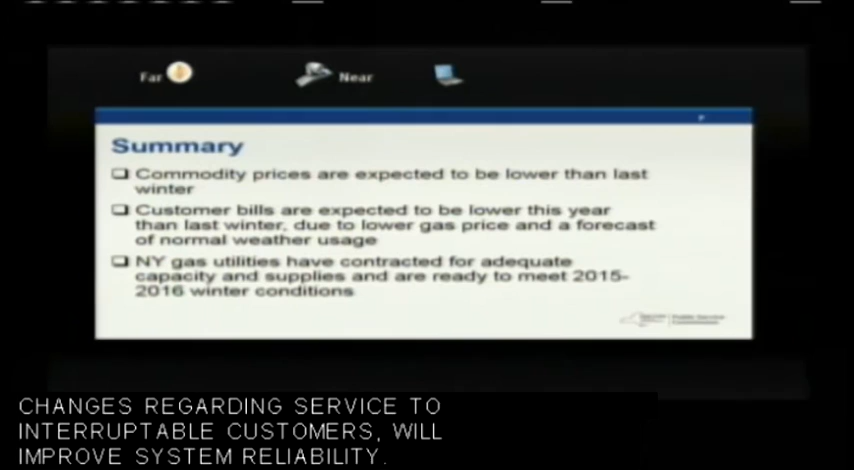 Far
Near
Summary
❑ Commodity prices are expected to be lower than last
winter
❑ Customer bills are expected to be lower this year
than last winter, due to lower gas price and a forecast
of normal weather usage
❑ NY gas utilities have contracted for adequate
capacity and supplies and are ready to meet 2015-
2016 winter conditions
Public Service
Commission
CHANGES REGARDING SERVICE TO
INTERRUPTABLE CUSTOMERS, WILL
IMPROVE SYSTEM RELIABILITY.